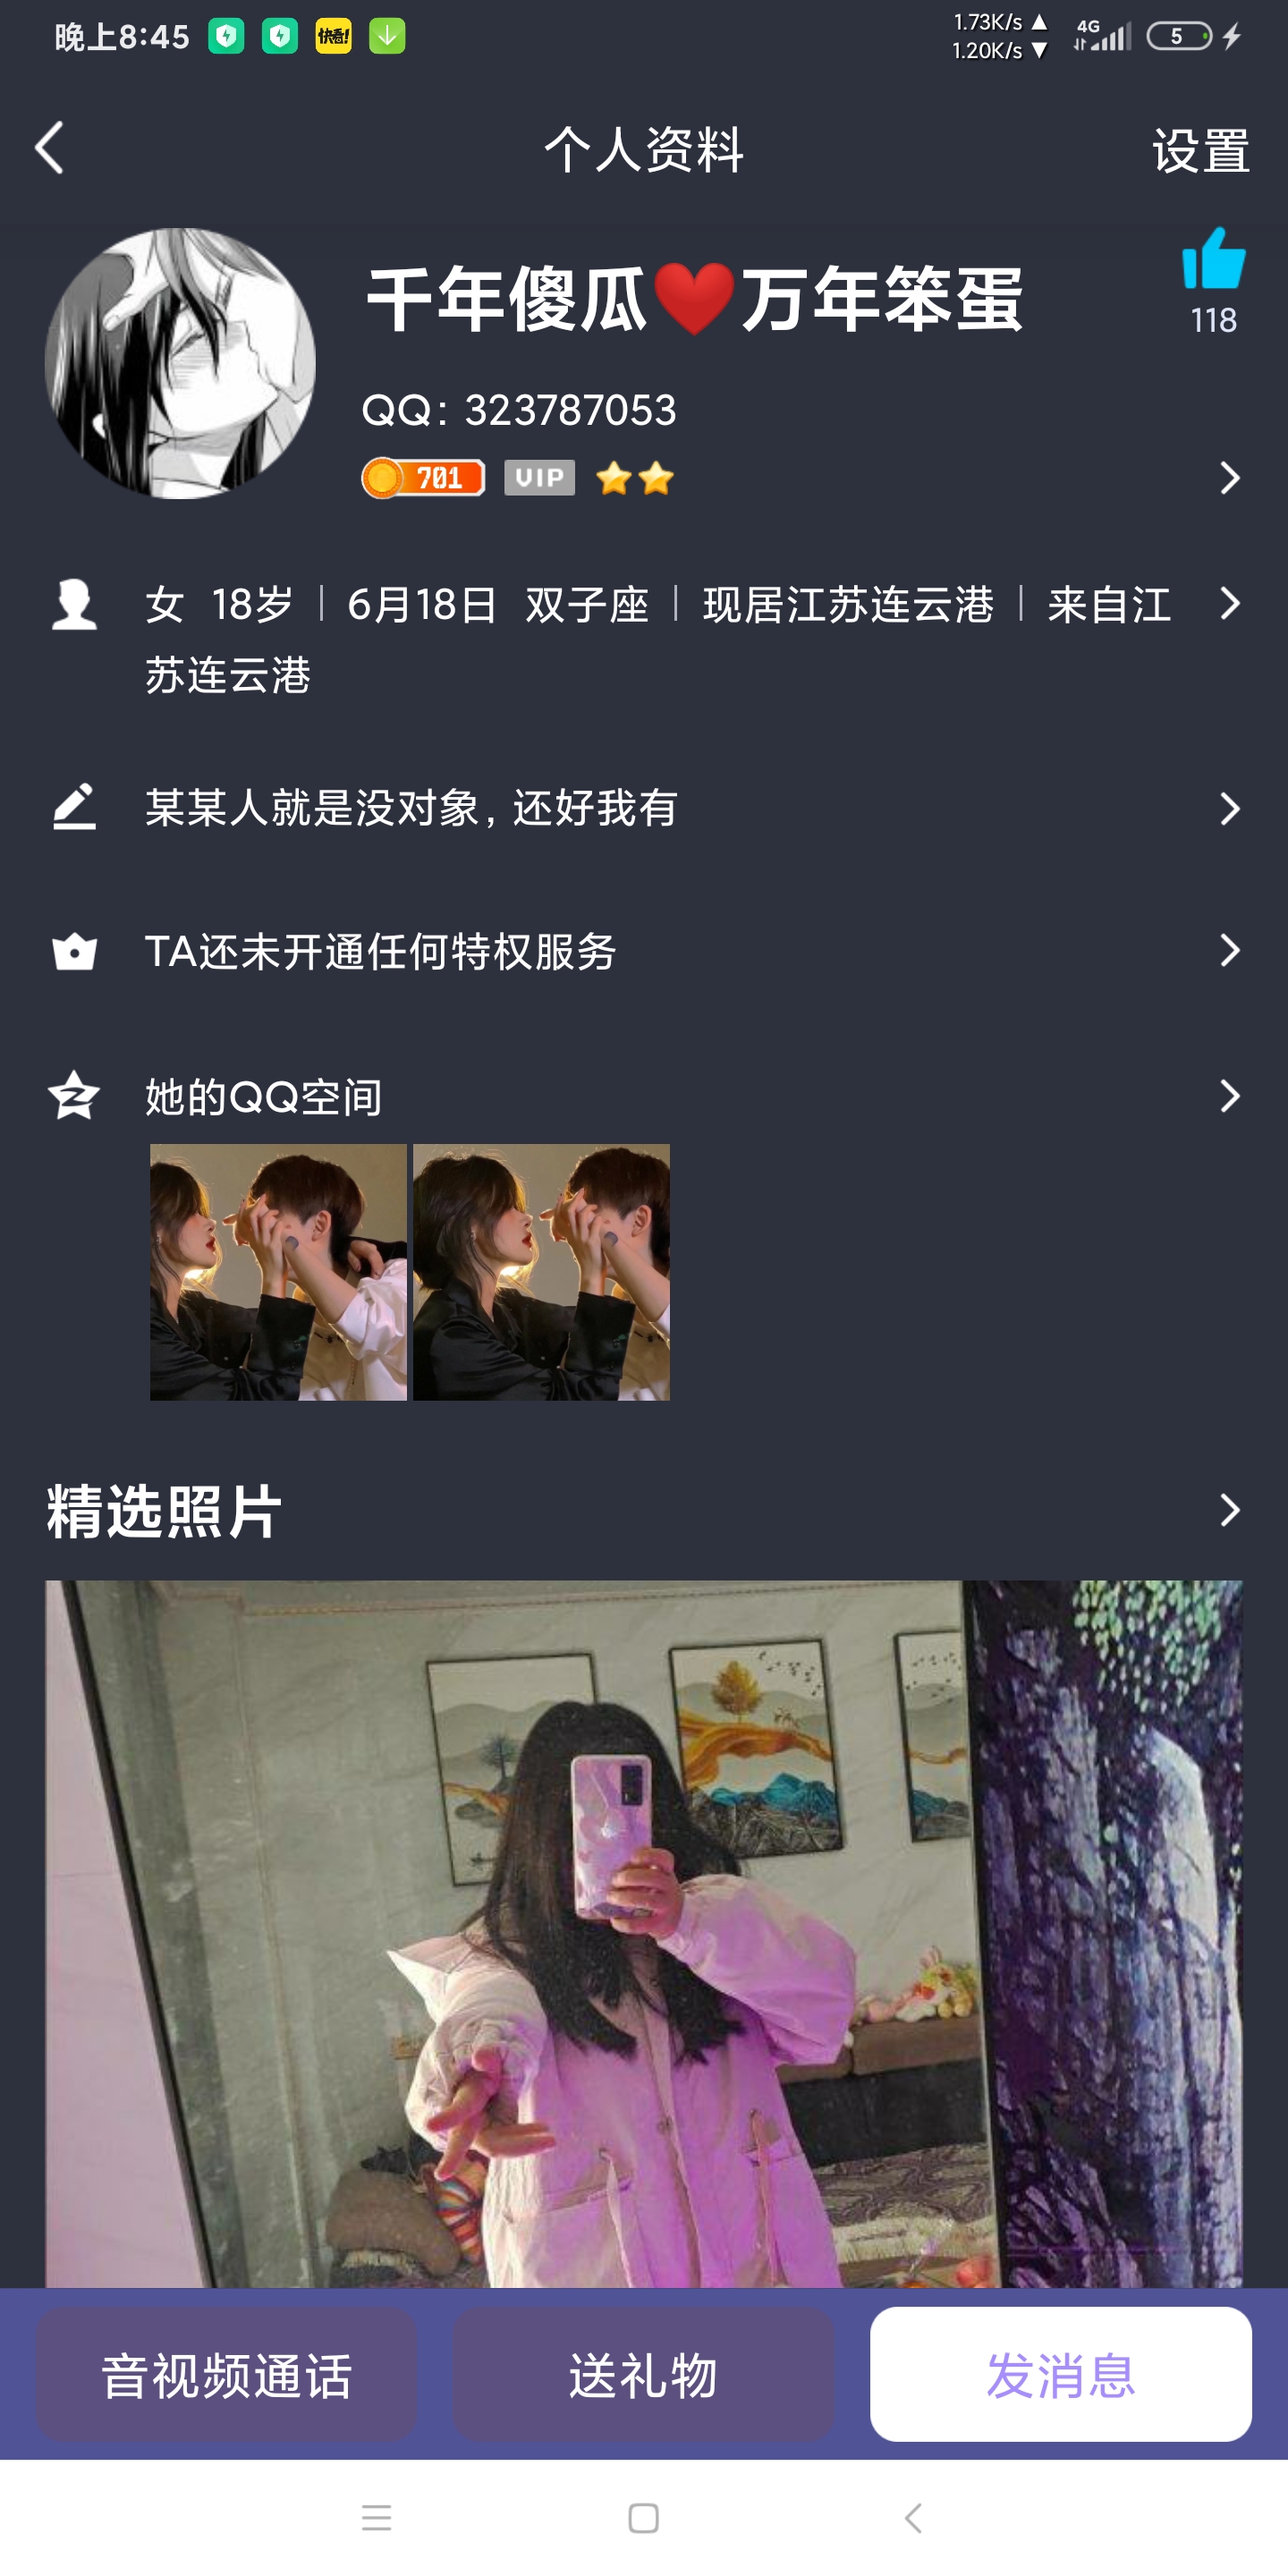 晚上8:45
快看!
1.73K/s ▲
1.20K/s ▼
4G
5
个人资料
设置
千年傻瓜❤️万年笨蛋
118
QQ: 323787053
701 VIP
女 18岁 | 6月18日 双子座 | 现居江苏连云港 | 来自江
苏连云港
某某人就是没对象, 还好我有
TA还未开通任何特权服务
她的QQ空间
精选照片
音视频通话
送礼物
发消息